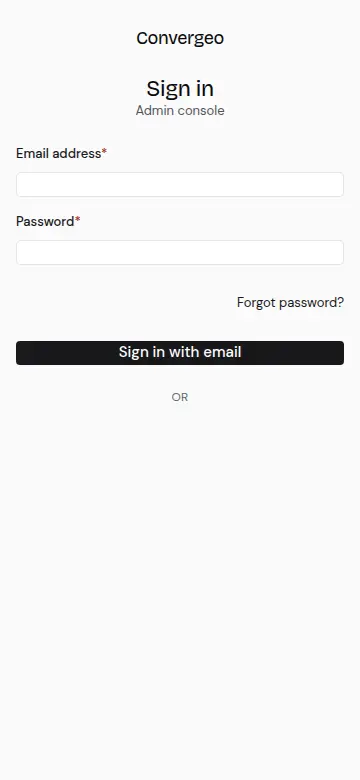 Convergeo
Sign in
Admin console
Email address*
Password*
Forgot password?
Sign in with email
OR